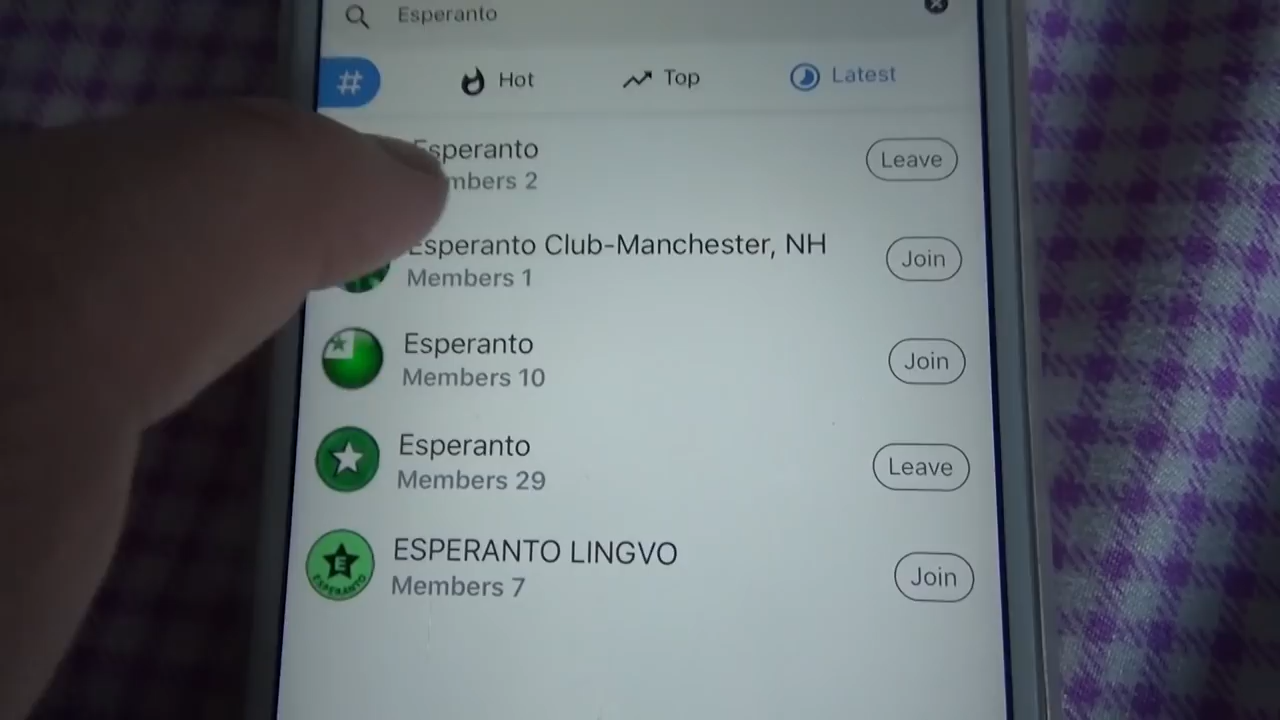 Esperanto
# Hot Top Latest
Esperanto
2
Leave
Esperanto Club-Manchester, NH
Members 1
Join
Esperanto
Members 10
Join
Esperanto
Members 29
Leave
E
ESPERANTO
ESPERANTO LINGVO
Members 7
Join